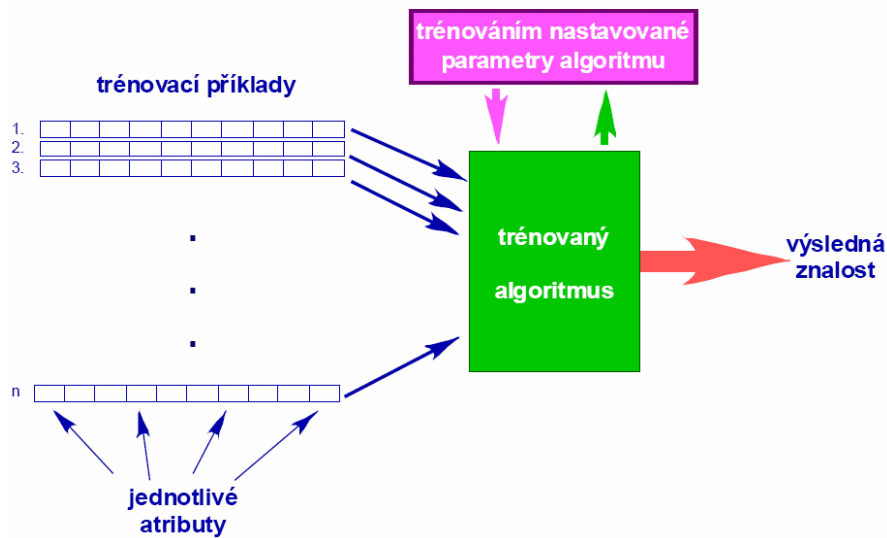 trénováním nastavované
parametry algoritmu
trénovací příklady
1.
2.
3.
trénovaný
algoritmus
výsledná
znalost
n
jednotlivé
atributy